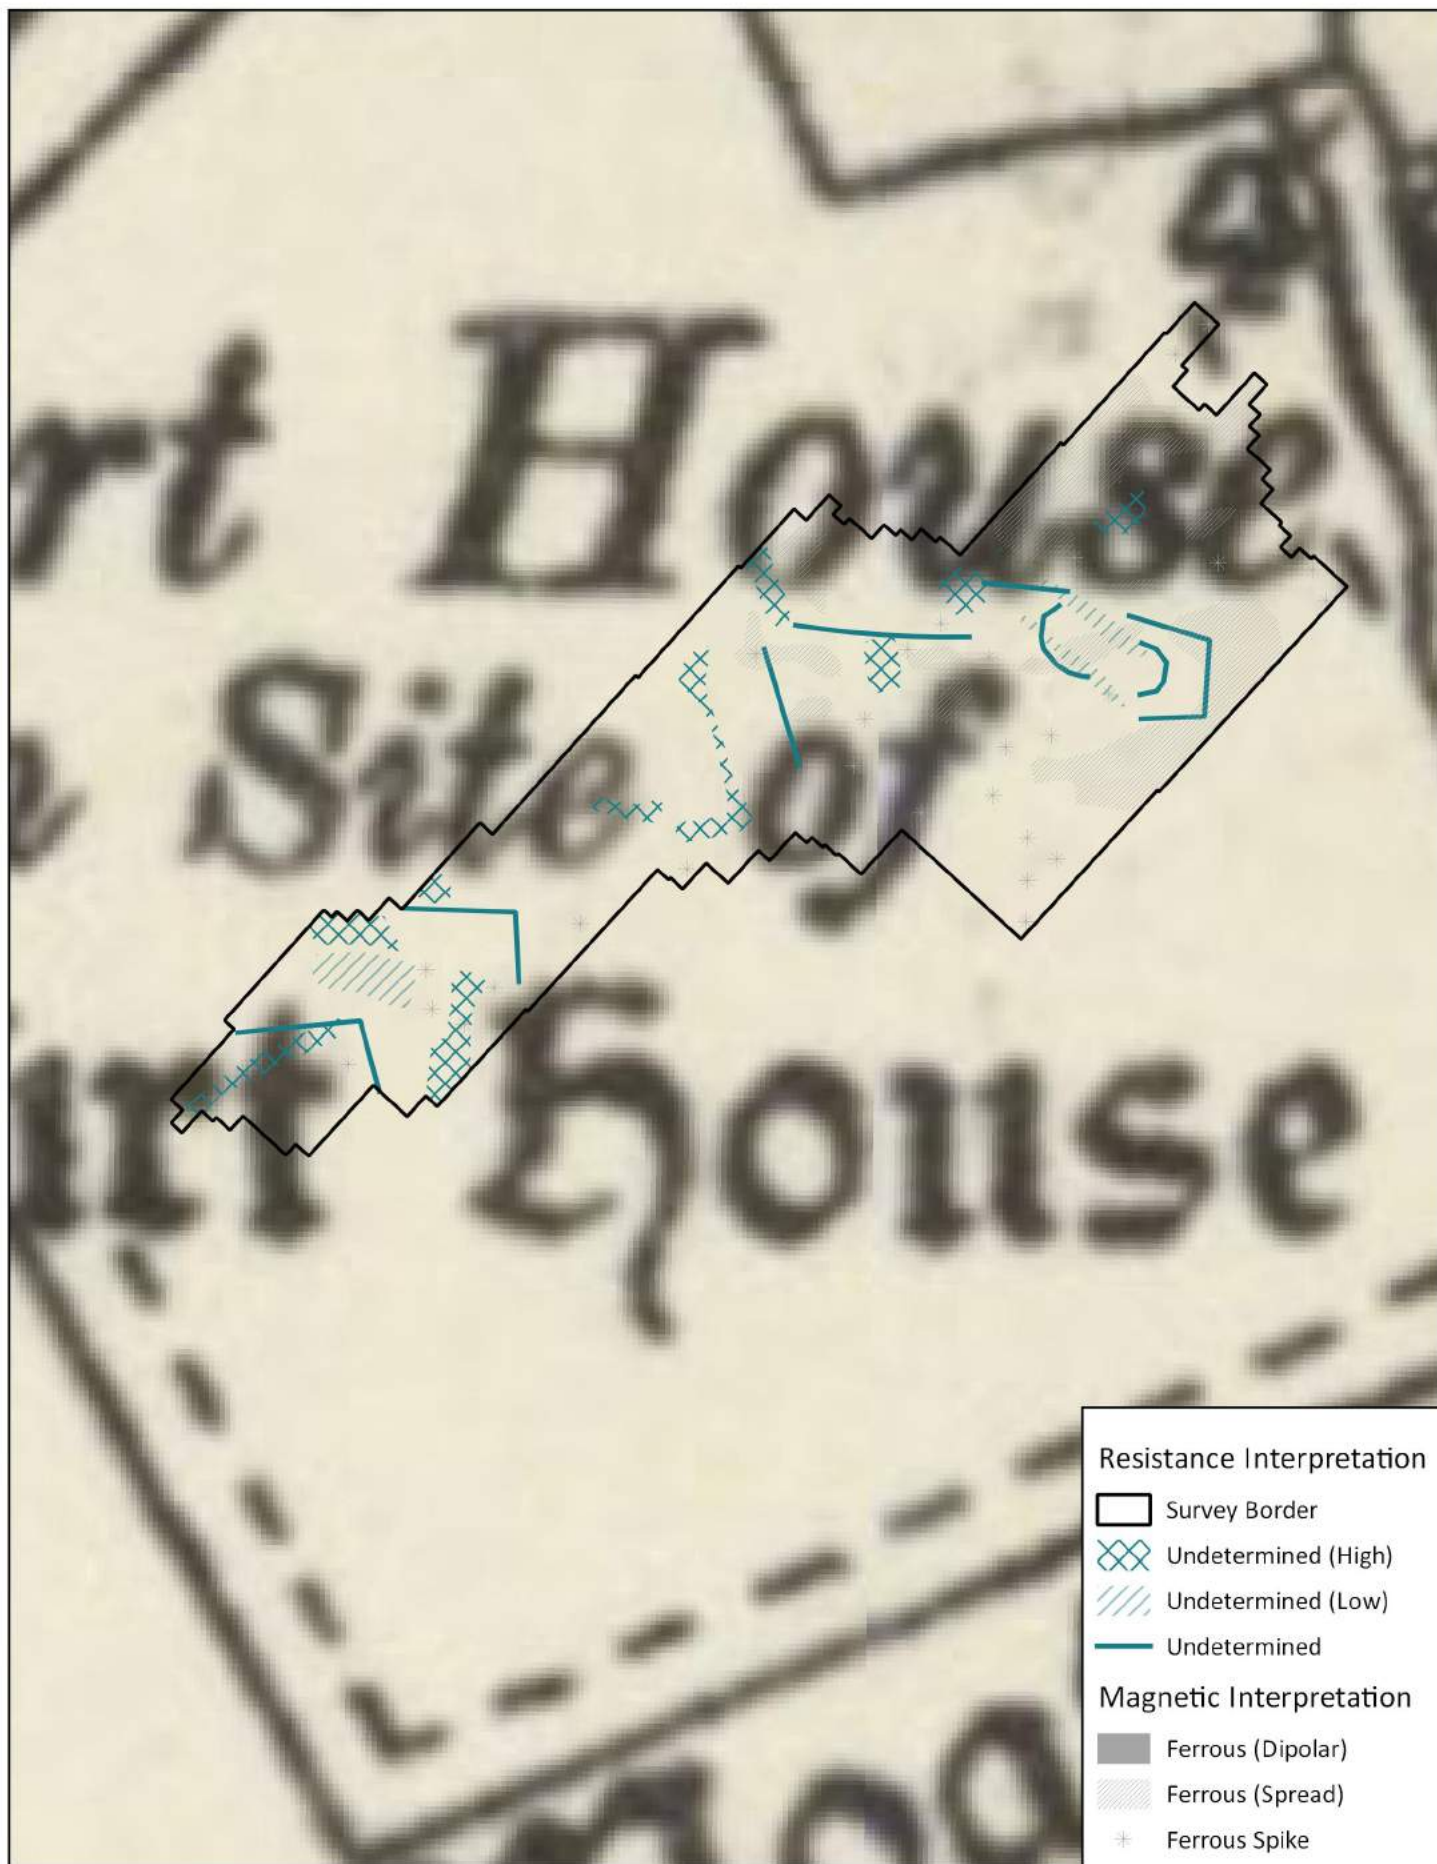 rt House,
Site of
urt House
Resistance Interpretation
Survey Border
Undetermined (High)
Undetermined (Low)
Undetermined
Magnetic Interpretation
Ferrous (Dipolar)
Ferrous (Spread)
Ferrous Spike